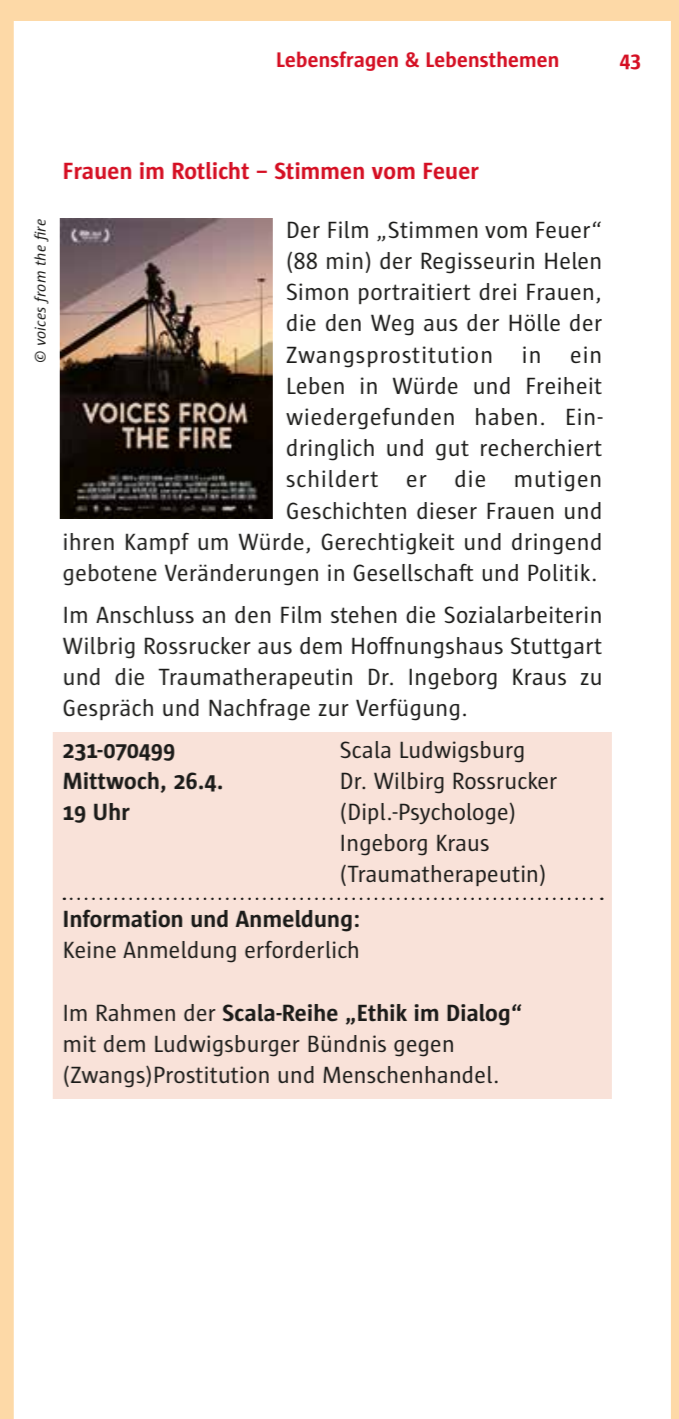 Lebensfragen & Lebensthemen 43
Frauen im Rotlicht – Stimmen vom Feuer
© voices from the fire
VOICES FROM
THE FIRE
Der Film „Stimmen vom Feuer“
(88 min) der Regisseurin Helen
Simon portraitiert drei Frauen,
die den Weg aus der Hölle der
Zwangsprostitution in ein
Leben in Würde und Freiheit
wiedergefunden haben. Ein-
dringlich und gut recherchiert
schildert er die mutigen
Geschichten dieser Frauen und
ihren Kampf um Würde, Gerechtigkeit und dringend
gebotene Veränderungen in Gesellschaft und Politik.
Im Anschluss an den Film stehen die Sozialarbeiterin
Wilbrig Rossrucker aus dem Hoffnungshaus Stuttgart
und die Traumatherapeutin Dr. Ingeborg Kraus zu
Gespräch und Nachfrage zur Verfügung.
231-070499
Mittwoch, 26.4.
19 Uhr
Scala Ludwigsburg
Dr. Wilbirg Rossrucker
(Dipl.-Psychologe)
Ingeborg Kraus
(Traumatherapeutin)
Information und Anmeldung:
Keine Anmeldung erforderlich
Im Rahmen der Scala-Reihe „Ethik im Dialog“
mit dem Ludwigsburger Bündnis gegen
(Zwangs)Prostitution und Menschenhandel.